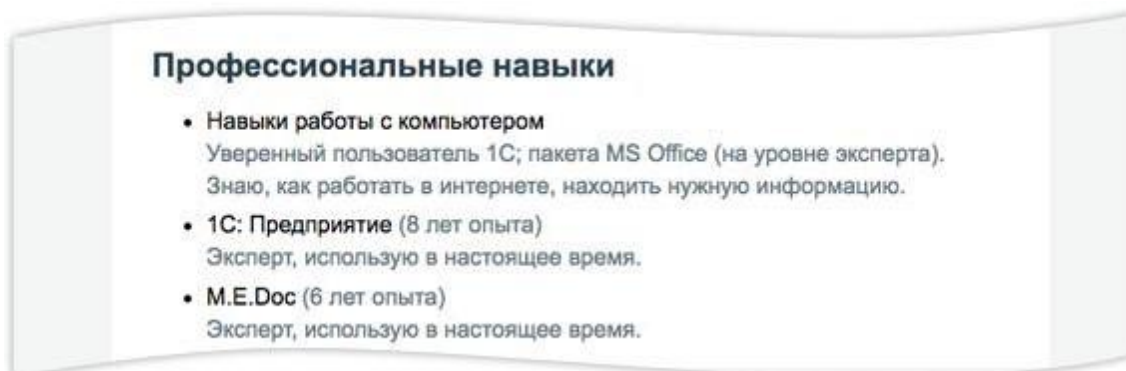 Профессиональные навыки
• Навыки работы с компьютером
Уверенный пользователь 1С; пакета MS Office (на уровне эксперта).
Знаю, как работать в интернете, находить нужную информацию.
• 1С: Предприятие (8 лет опыта)
Эксперт, использую в настоящее время.
• M.E.Doc (6 лет опыта)
Эксперт, использую в настоящее время.